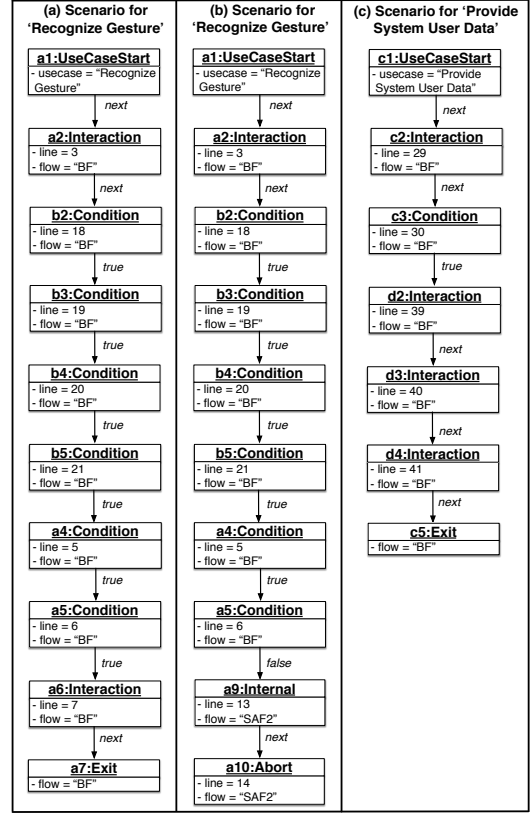 (a) Scenario for
'Recognize Gesture'
a1:UseCaseStart
- usecase = “Recognize
Gesture”
next
a2:Interaction
- line = 3
- flow = “BF”
next
b2:Condition
- line = 18
- flow = “BF”
true
b3:Condition
- line = 19
- flow = “BF”
true
b4:Condition
- line = 20
- flow = “BF”
true
b5:Condition
- line = 21
- flow = “BF”
true
a4:Condition
- line = 5
- flow = “BF”
true
a5:Condition
- line = 6
- flow = “BF”
true
a6:Interaction
- line = 7
- flow = “BF”
next
a7:Exit
- flow = “BF”
(b) Scenario for
'Recognize Gesture'
a1:UseCaseStart
- usecase = “Recognize
Gesture”
next
a2:Interaction
- line = 3
- flow = “BF”
next
b2:Condition
- line = 18
- flow = “BF”
true
b3:Condition
- line = 19
- flow = “BF”
true
b4:Condition
- line = 20
- flow = “BF”
true
b5:Condition
- line = 21
- flow = “BF”
true
a4:Condition
- line = 5
- flow = “BF”
true
a5:Condition
- line = 6
- flow = “BF”
false
a9:Internal
- line = 13
- flow = “SAF2”
next
a10:Abort
- line = 14
- flow = “SAF2”
(c) Scenario for 'Provide
System User Data'
c1:UseCaseStart
- usecase = “Provide
System User Data”
next
c2:Interaction
- line = 29
- flow = “BF”
next
c3:Condition
- line = 30
- flow = “BF”
true
d2:Interaction
- line = 39
- flow = “BF”
next
d3:Interaction
- line = 40
- flow = “BF”
next
d4:Interaction
- line = 41
- flow = “BF”
next
c5:Exit
- flow = “BF”